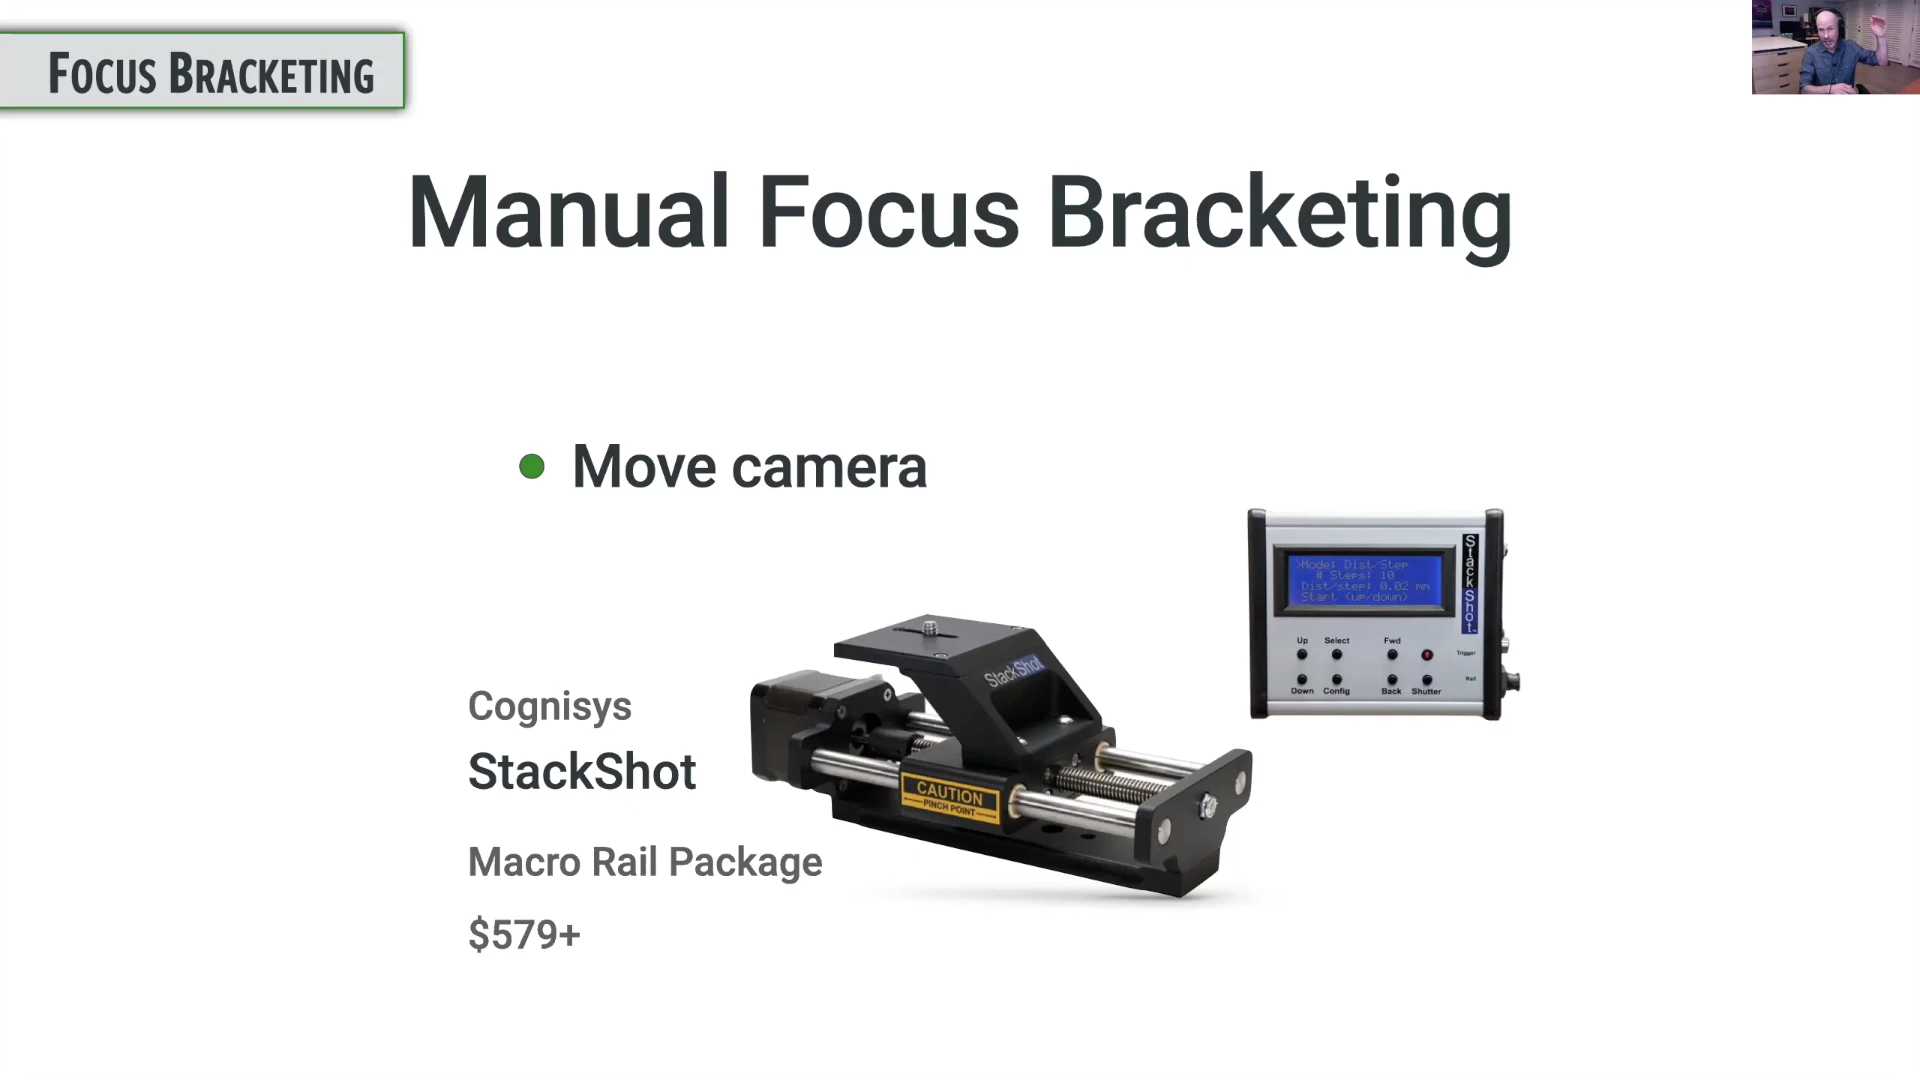 FOCUS BRACKETING
Manual Focus Bracketing
Move camera
>Mode: Dist/Step
# Steps: 10
Dist/step: 0.02 mm
Start (up/down)
StackShot
Up Select Fwd
Trigger
Rail
Down Config Back Shutter
StackShot
Cognisys
StackShot
CAUTION
PINCH POINT
Macro Rail Package
$579+